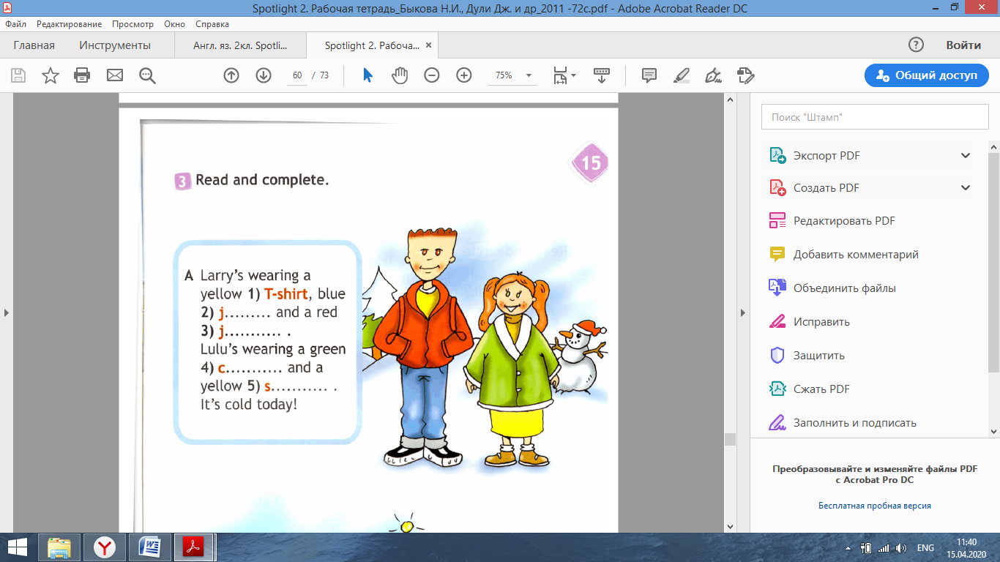 Spotlight 2. Рабочая тетрадь_Быкова Н.И., Дули Дж. и др_2011 -72с.pdf - Adobe Acrobat Reader DC
Файл Редактирование Просмотр Окно Справка
Главная Инструменты Англ. яз. 2кл. Spotli... Spotlight 2. Рабоча... × ? Войти
60 / 73 75% Общий доступ
Поиск "Штамп"
Экспорт PDF
Создать PDF
Редактировать PDF
Добавить комментарий
Объединить файлы
Исправить
Защитить
Сжать PDF
Заполнить и подписать
Преобразовывайте и изменяйте файлы PDF
с Acrobat Pro DC
Бесплатная пробная версия
15
3 Read and complete.
A Larry's wearing a
yellow 1) T-shirt, blue
2) j......... and a red
3) j........... .
Lulu's wearing a green
4) c........... and a
yellow 5) s........... .
It's cold today!
ENG
11:40
15.04.2020